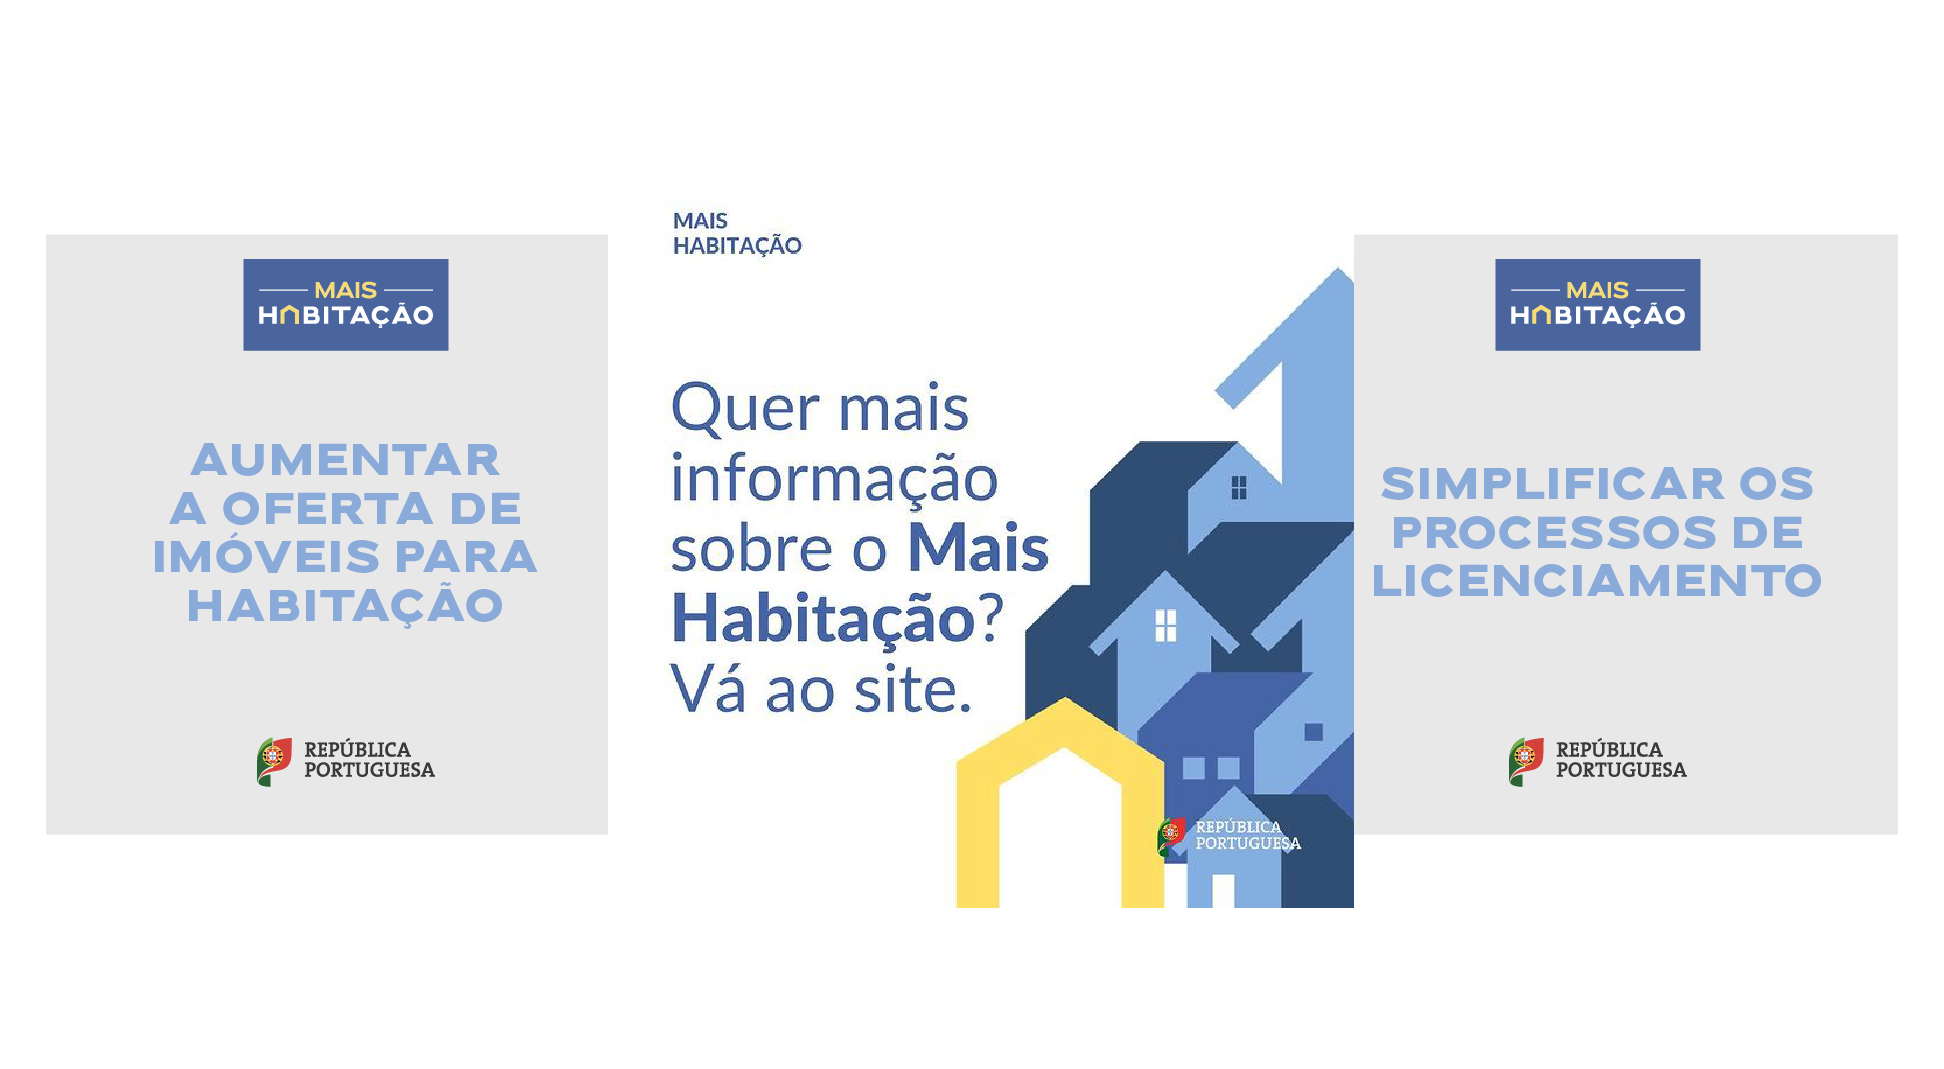 MAIS
HABITAÇÃO
AUMENTAR
A OFERTA DE
IMÓVEIS PARA
HABITAÇÃO
REPÚBLICA
PORTUGUESA
MAIS
HABITAÇÃO
Quer mais
informação
sobre o Mais
Habitação?
Vá ao site.
REPÚBLICA
PORTUGUESA
MAIS
HABITAÇÃO
SIMPLIFICAR OS
PROCESSOS DE
LICENCIAMENTO
REPÚBLICA
PORTUGUESA